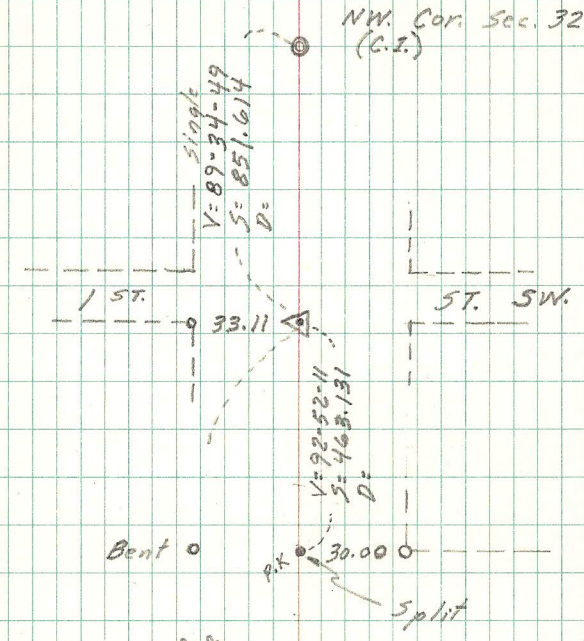 NW. Cor. Sec. 32
(C.I.)
Single
V= 89-34-49
S= 851.614
D=
1 ST.
33.11
ST. SW.
V= 92-52-11
S= 463.131
D=
Bent
P.K
30.00
Split